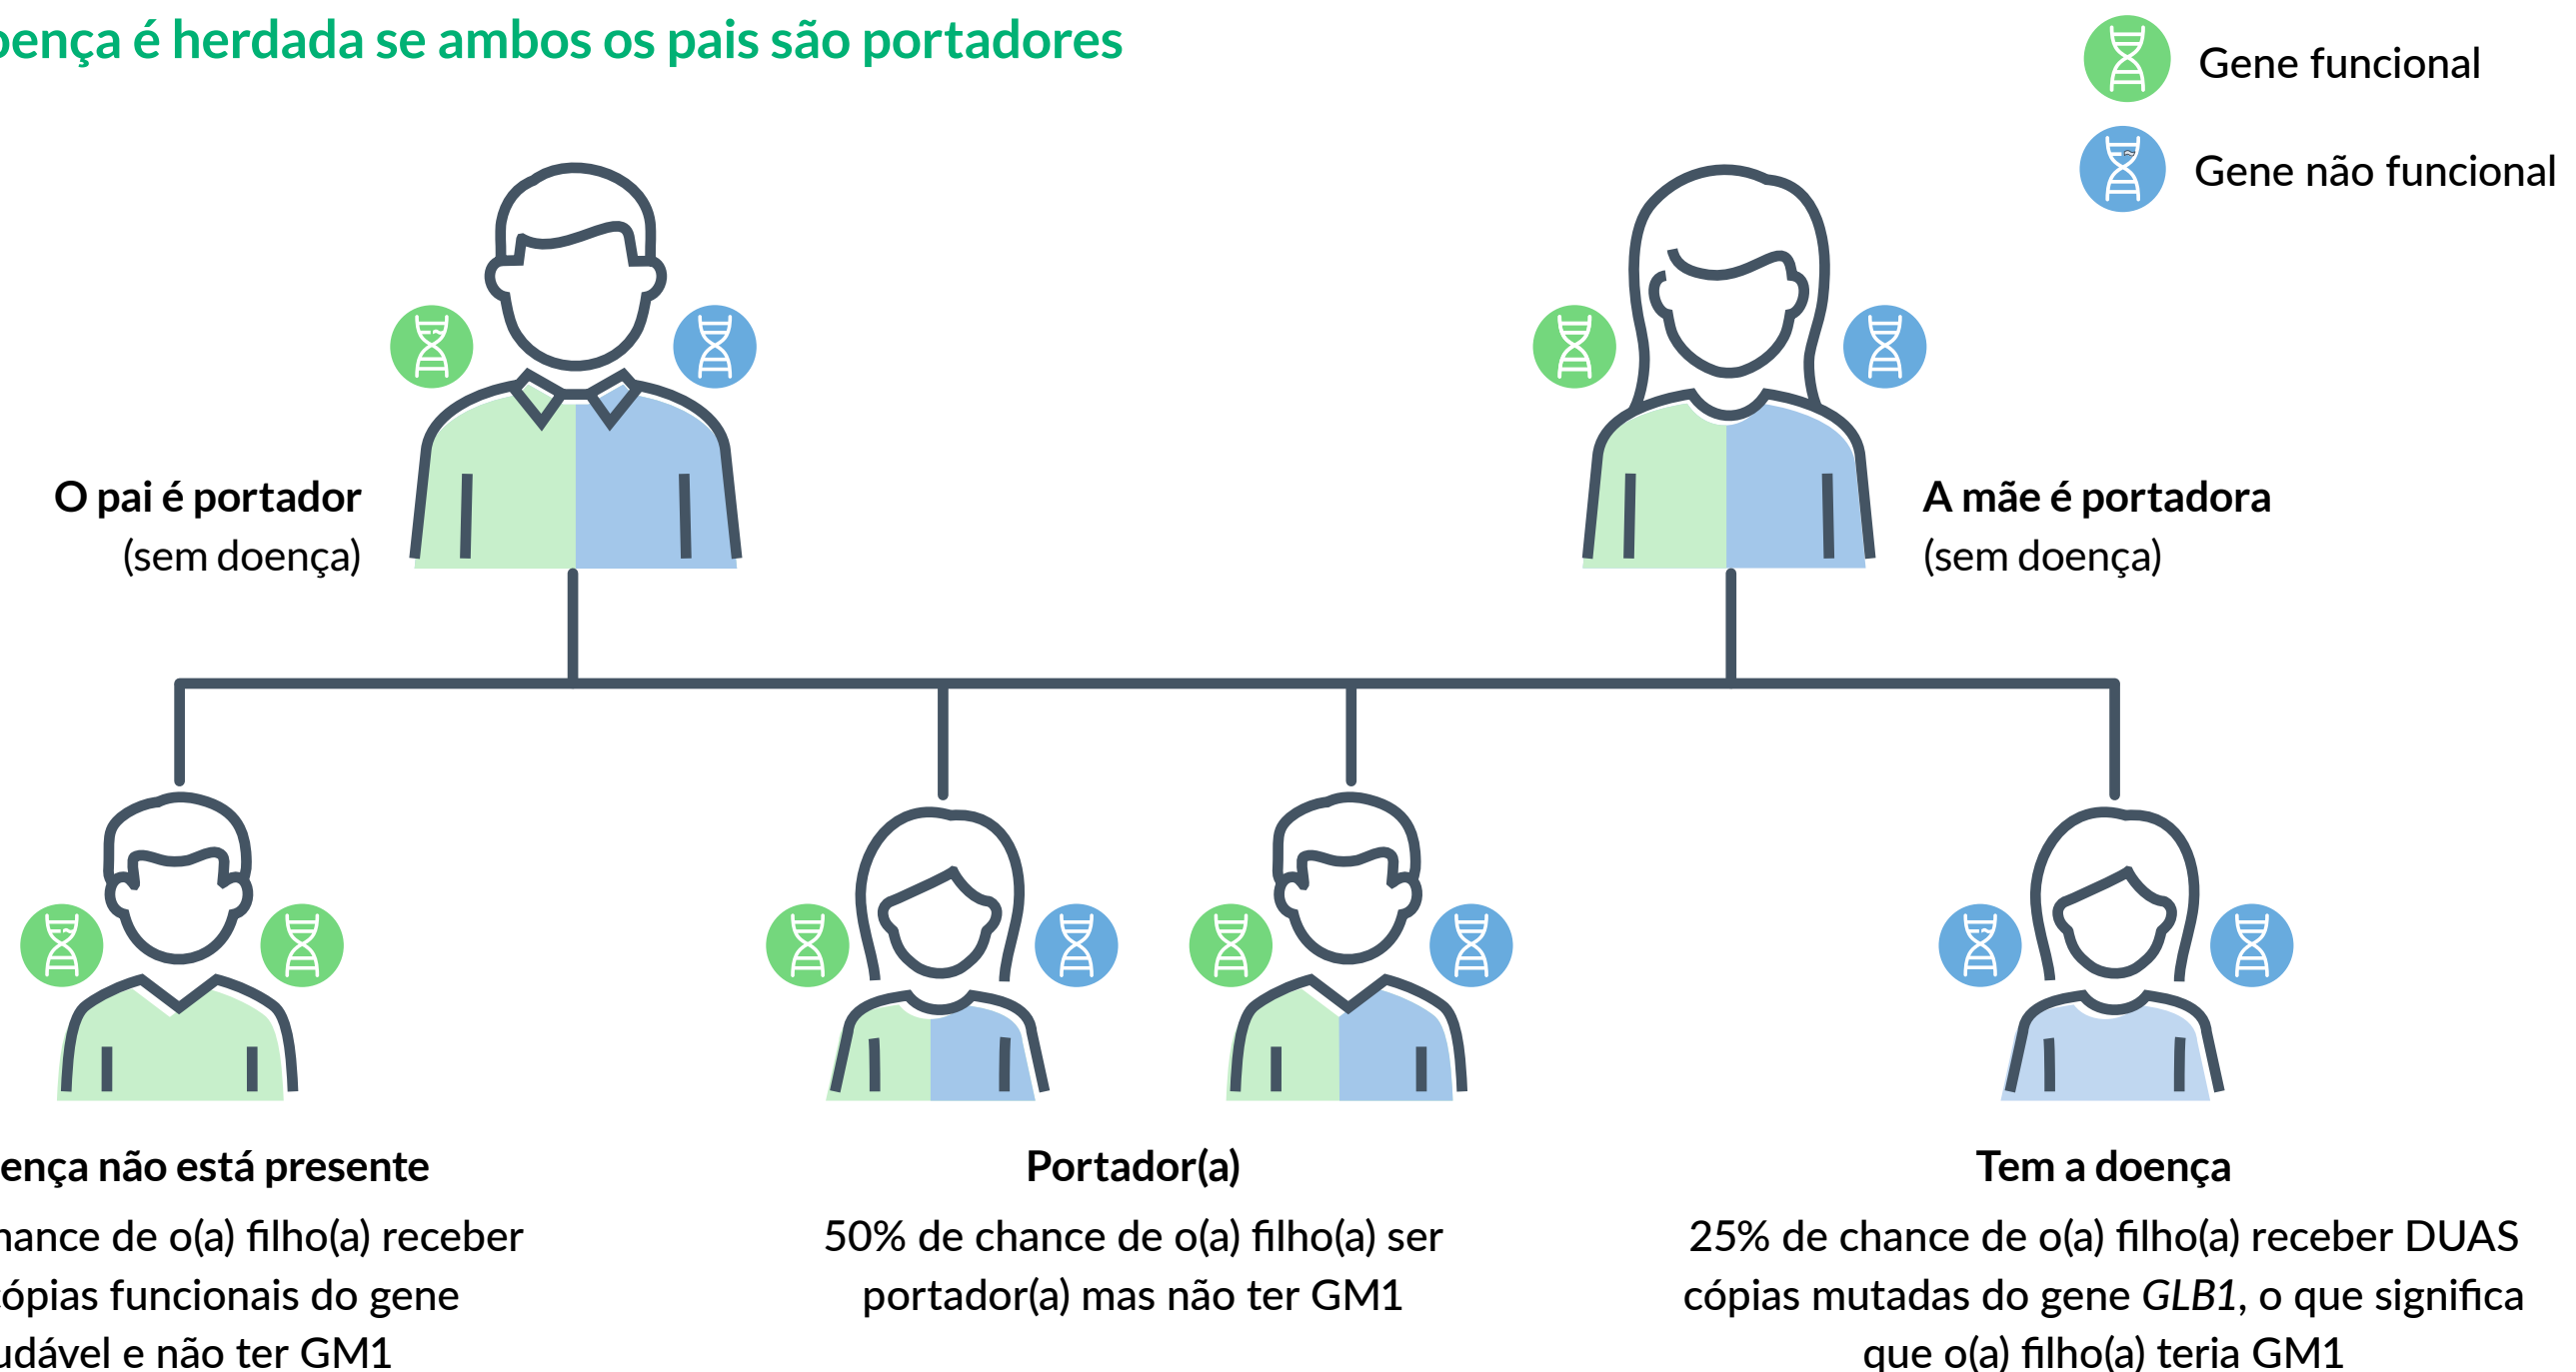 oença é herdada se ambos os pais são portadores
Gene funcional
Gene não funcional
O pai é portador
(sem doença)
A mãe é portadora
(sem doença)
ença não está presente
hance de o(a) filho(a) receber
cópias funcionais do gene
udável e não ter GM1
Portador(a)
50% de chance de o(a) filho(a) ser
portador(a) mas não ter GM1
Tem a doença
25% de chance de o(a) filho(a) receber DUAS
cópias mutadas do gene GLB1, o que significa
que o(a) filho(a) teria GM1